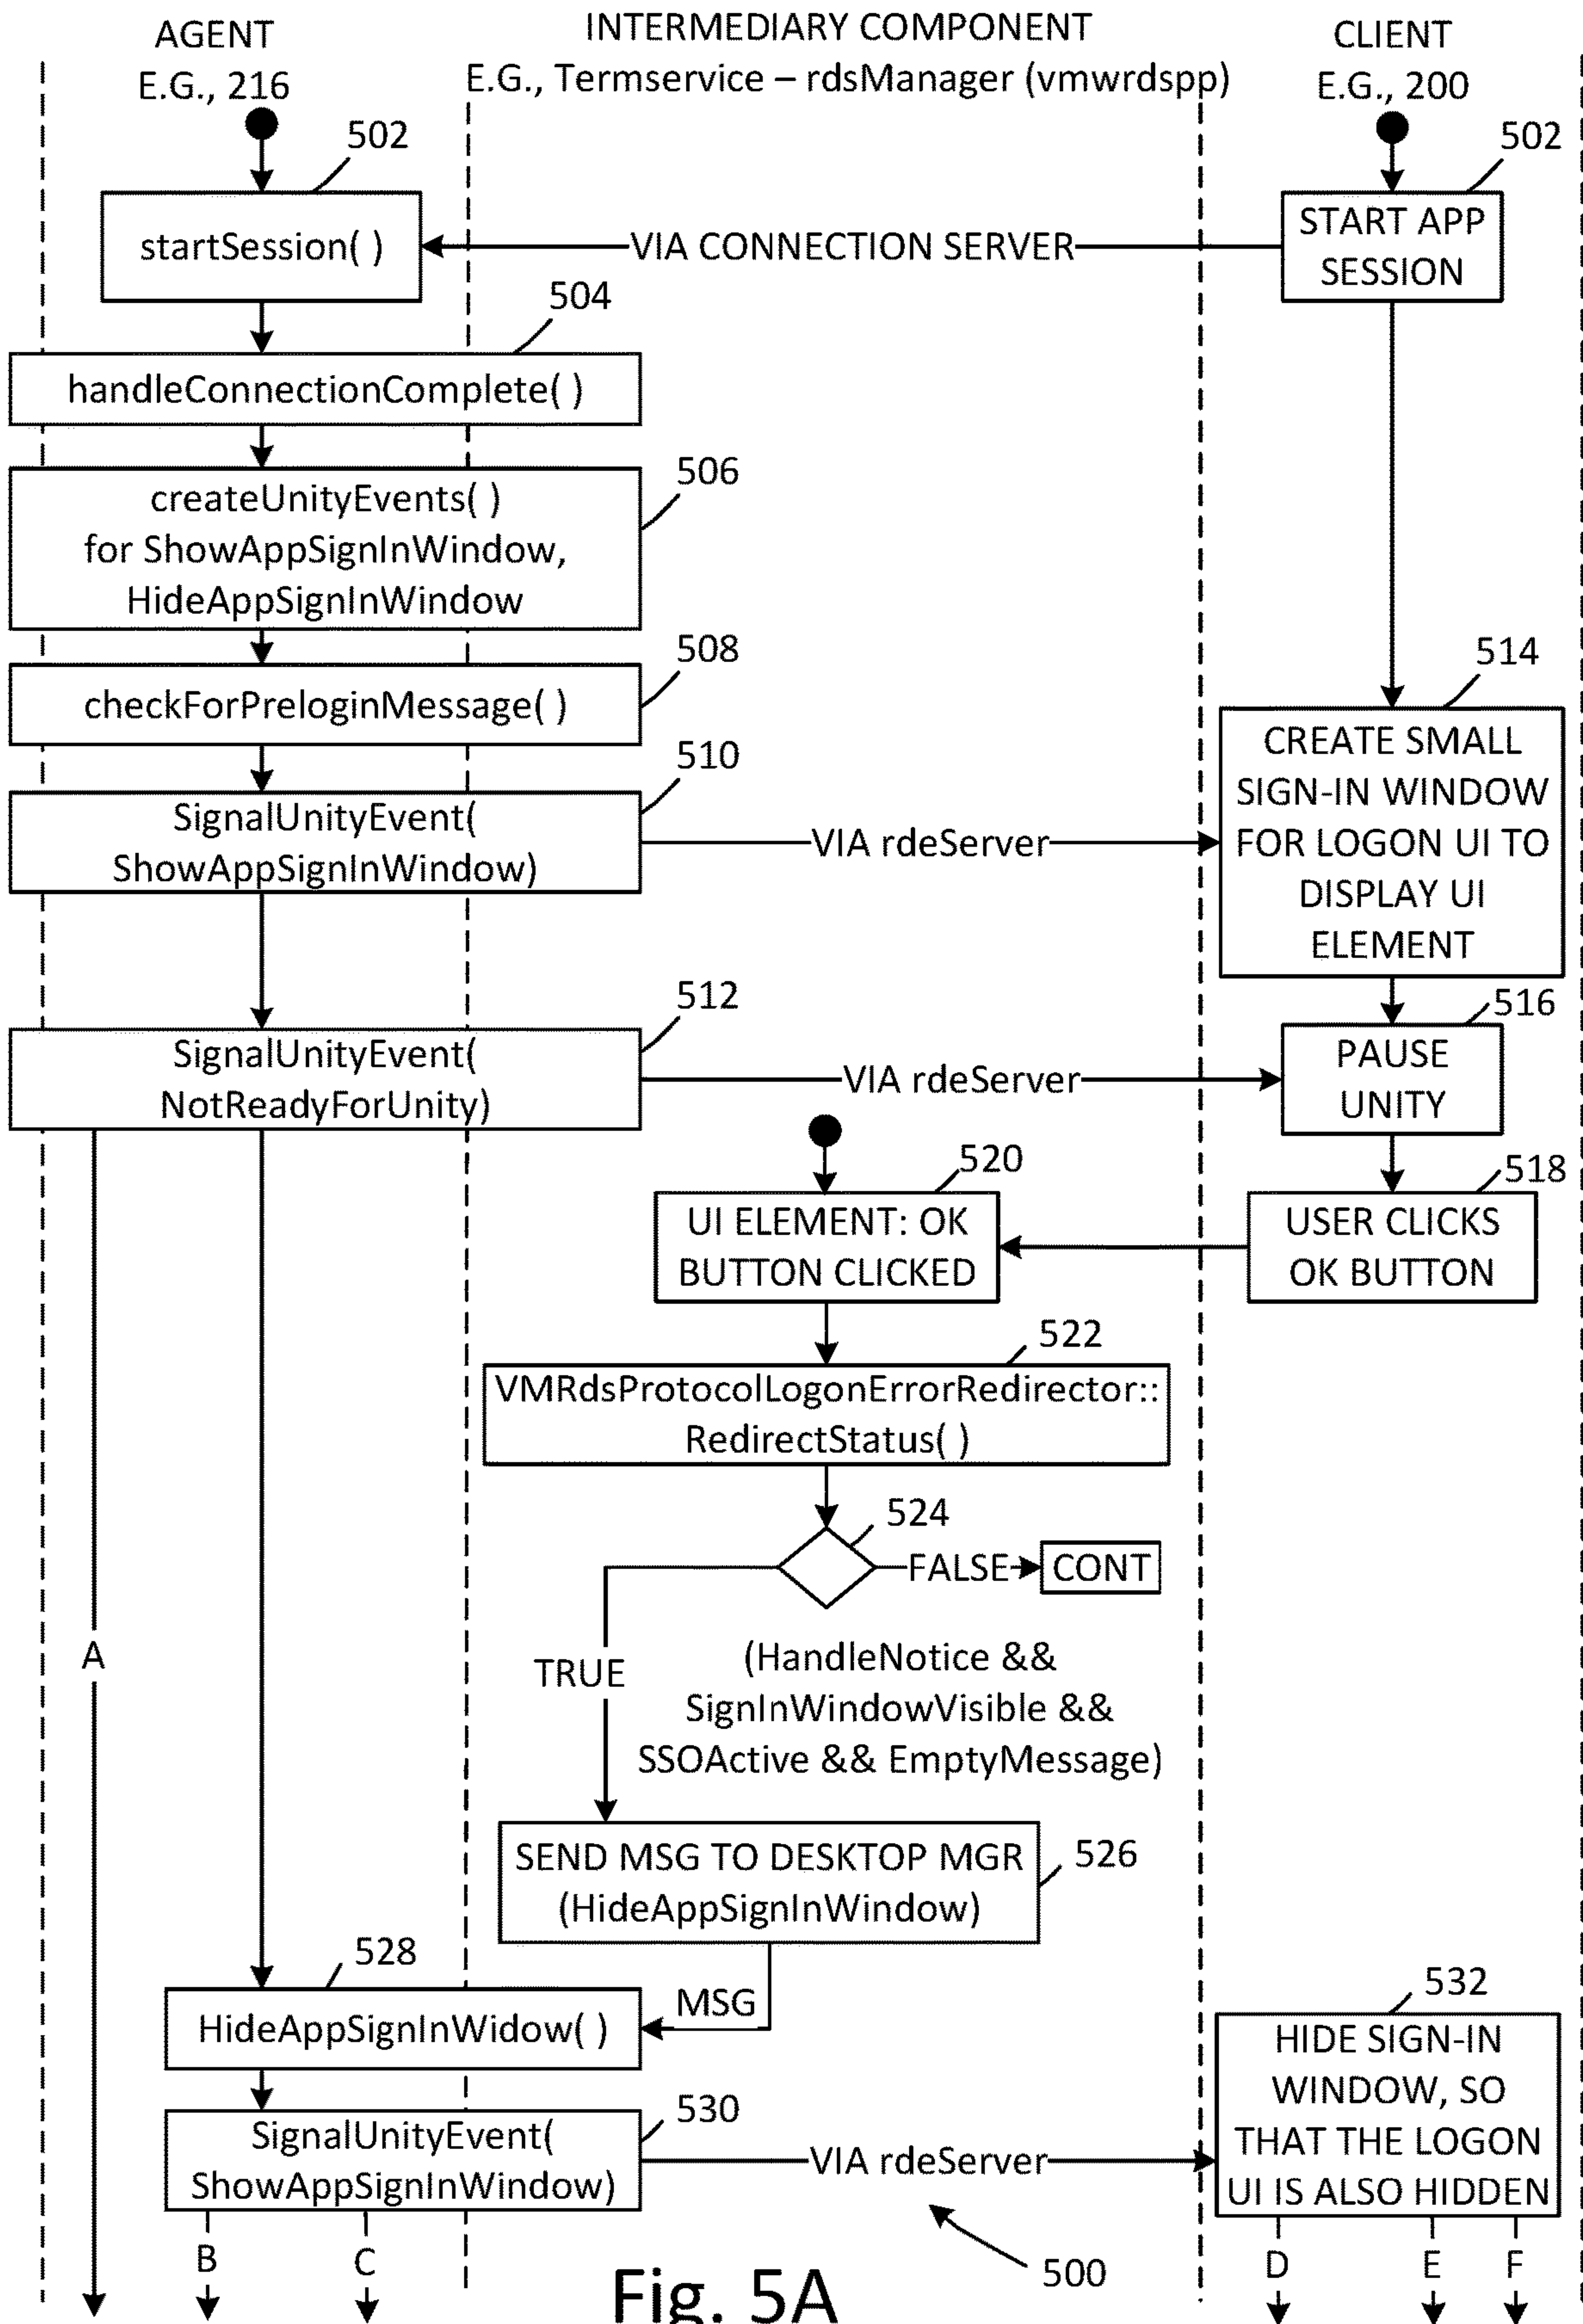 AGENT
E.G., 216
INTERMEDIARY COMPONENT
E.G., Termservice – rdsManager (vmwrdspp)
CLIENT
E.G., 200
502
502
startSession( )
VIA CONNECTION SERVER
START APP
SESSION
504
handleConnectionComplete( )
506
createUnityEvents( )
for ShowAppSignInWindow,
HideAppSignInWindow
508
checkForPreloginMessage( )
510
SignalUnityEvent(
ShowAppSignInWindow)
VIA rdeServer
514
CREATE SMALL
SIGN-IN WINDOW
FOR LOGON UI TO
DISPLAY UI
ELEMENT
512
SignalUnityEvent(
NotReadyForUnity)
VIA rdeServer
516
PAUSE
UNITY
520
UI ELEMENT: OK
BUTTON CLICKED
518
USER CLICKS
OK BUTTON
522
VMRdsProtocolLogonErrorRedirector::
RedirectStatus( )
524
FALSE
CONT
A
TRUE
(HandleNotice &&
SignInWindowVisible &&
SSOActive && EmptyMessage)
SEND MSG TO DESKTOP MGR
(HideAppSignInWindow)
526
528
HideAppSignInWidow( )
MSG
530
SignalUnityEvent(
ShowAppSignInWindow)
VIA rdeServer
532
HIDE SIGN-IN
WINDOW, SO
THAT THE LOGON
UI IS ALSO HIDDEN
B
C
D
E
F
500
Fig. 5A